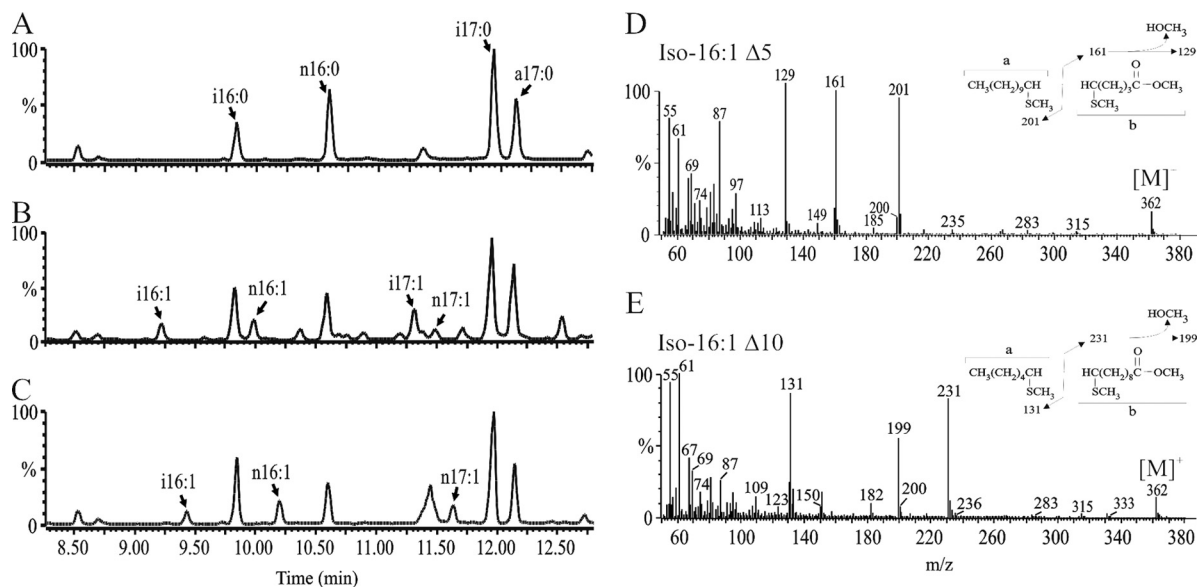 A
100
%
0
i16:0
n16:0
i17:0
a17:0
B
100
%
0
i16:1
n16:1
i17:1
n17:1
C
100
%
0
i16:1
n16:1
n17:1
8.50 9.00 9.50 10.00 10.50 11.00 11.50 12.00 12.50
Time (min)
D
Iso-16:1 Δ5
100
%
0
55
61
69
74
87
97
113
129
149
161
185
200
201
235
283
315
[M]⁻
362
60 100 140 180 220 260 300 340 380
HOCH₃
161 129
a
CH₃(CH₂)₉CH
SCH₃
201
O
HC(CH₂)₃C OCH₃
SCH₃
b
E
Iso-16:1 Δ10
100
%
0
55
61
67
69
74
87
109
123
131
150
182
199
200
231
236
283
315
333
[M]⁺
362
60 100 140 180 220 260 300 340 380
m/z
HOCH₃
231 199
a
CH₃(CH₂)₄CH
SCH₃
131
O
HC(CH₂)₈C OCH₃
SCH₃
b